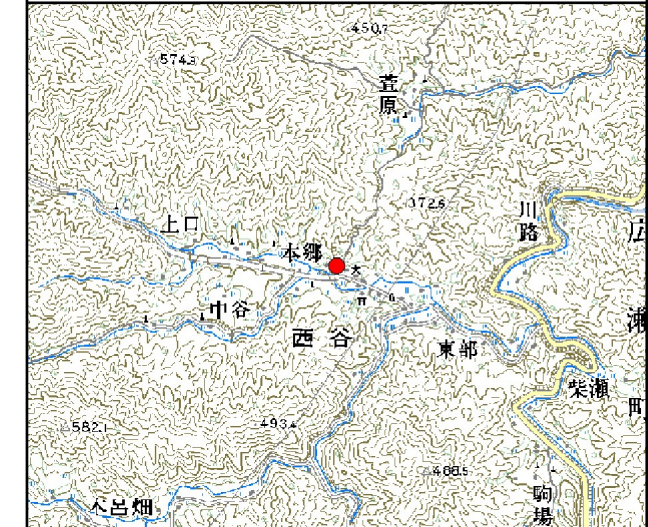 450.7
574.3
萱原
372.6
川路
上口
広
本郷
中谷
瀬
西谷
東部
柴瀬
町
582.1
493.4
488.5
駒場
不呂畑